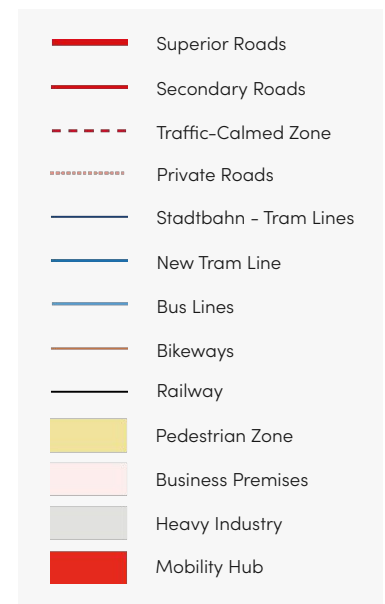 Superior Roads
Secondary Roads
Traffic-Calmed Zone
Private Roads
Stadtbahn - Tram Lines
New Tram Line
Bus Lines
Bikeways
Railway
Pedestrian Zone
Business Premises
Heavy Industry
Mobility Hub